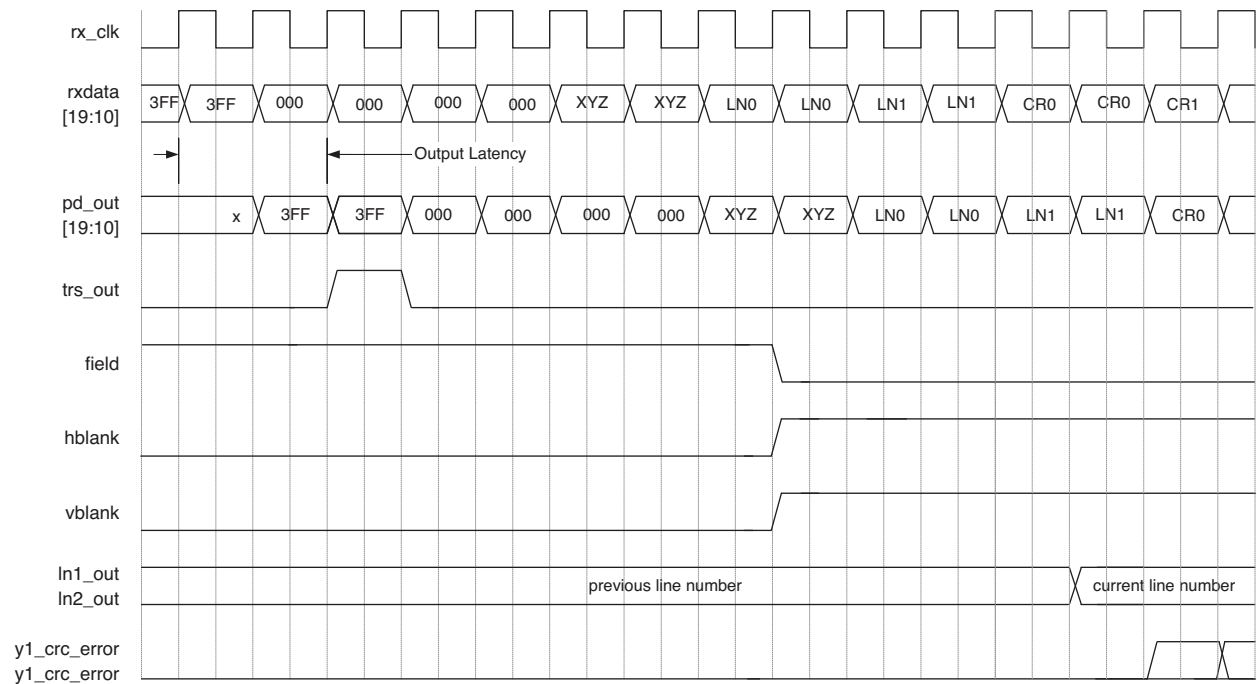 rx_clk
rxdata
[19:10]
3FF 3FF 000 000 000 000 XYZ XYZ LN0 LN0 LN1 LN1 CR0 CR0 CR1
Output Latency
pd_out
[19:10]
x 3FF 3FF 000 000 000 000 XYZ XYZ LN0 LN0 LN1 LN1 CR0
trs_out
field
hblank
vblank
ln1_out
ln2_out
previous line number current line number
y1_crc_error
y1_crc_error